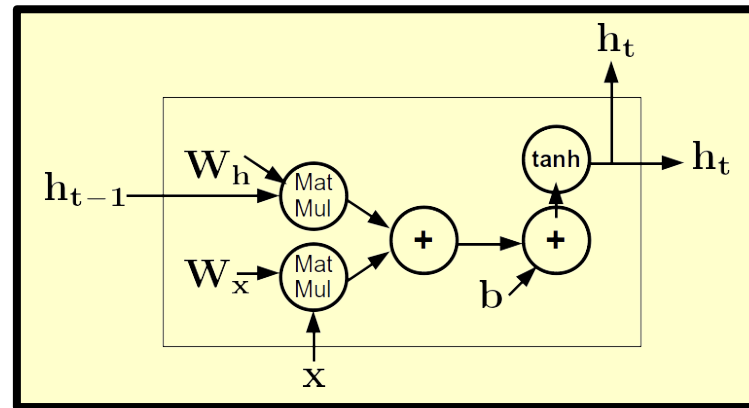 h_t
tanh
h_t
W_h
Mat
Mul
h_{t−1}
+
+
Mat
Mul
W_x
b
x